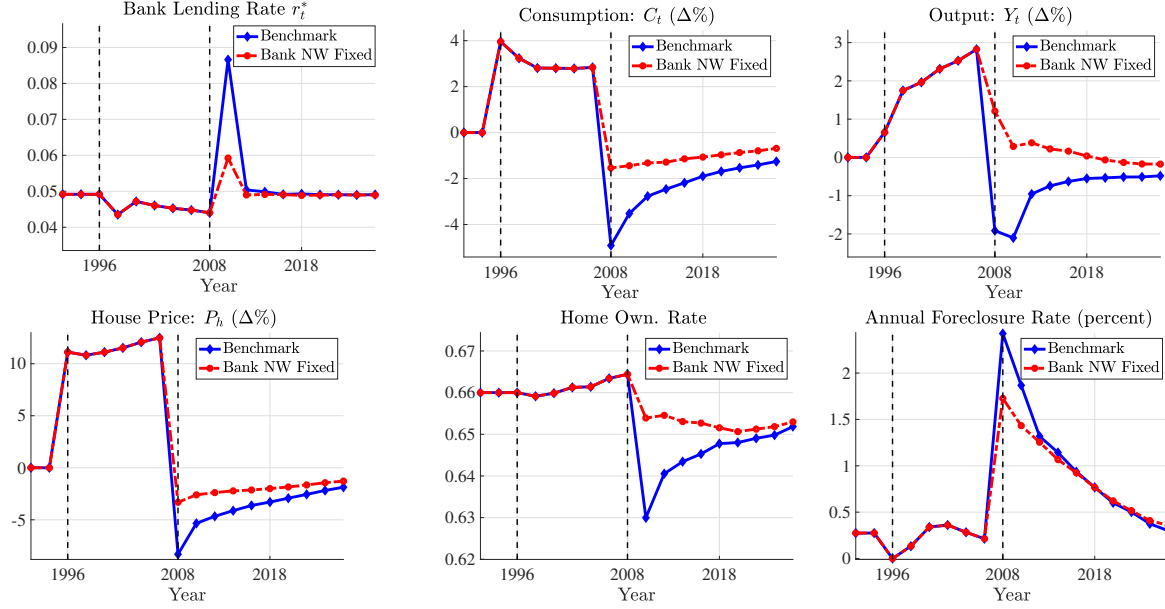 Bank Lending Rate r*t
0.09
0.08
0.07
0.06
0.05
0.04
Benchmark
Bank NW Fixed
1996
2008
2018
Year
Consumption: Ct (Δ%)
4
2
0
-2
-4
Benchmark
Bank NW Fixed
1996
2008
2018
Year
Output: Yt (Δ%)
3
2
1
0
-1
-2
Benchmark
Bank NW Fixed
1996
2008
2018
Year
House Price: Ph (Δ%)
10
5
0
-5
Benchmark
Bank NW Fixed
1996
2008
2018
Year
Home Own. Rate
0.67
0.66
0.65
0.64
0.63
0.62
Benchmark
Bank NW Fixed
1996
2008
2018
Year
Annual Foreclosure Rate (percent)
2
1.5
1
0.5
0
Benchmark
Bank NW Fixed
1996
2008
2018
Year